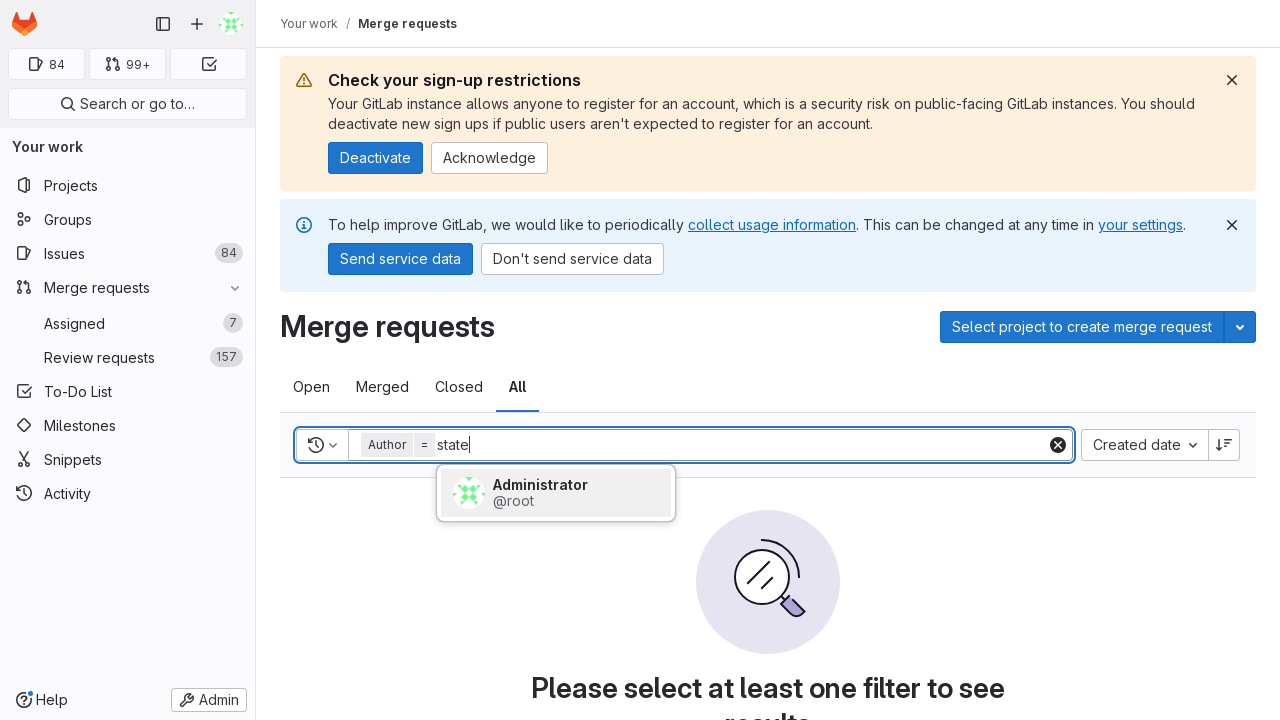 Your work / Merge requests
84
99+
Search or go to…
Your work
Projects
Groups
Issues 84
Merge requests
Assigned 7
Review requests 157
To-Do List
Milestones
Snippets
Activity
Help
Admin
Check your sign-up restrictions
Your GitLab instance allows anyone to register for an account, which is a security risk on public-facing GitLab instances. You should
deactivate new sign ups if public users aren't expected to register for an account.
Deactivate Acknowledge
To help improve GitLab, we would like to periodically collect usage information. This can be changed at any time in your settings.
Send service data Don't send service data
Merge requests
Select project to create merge request
Open Merged Closed All
Author = state
Created date
Administrator
@root
Please select at least one filter to see
results